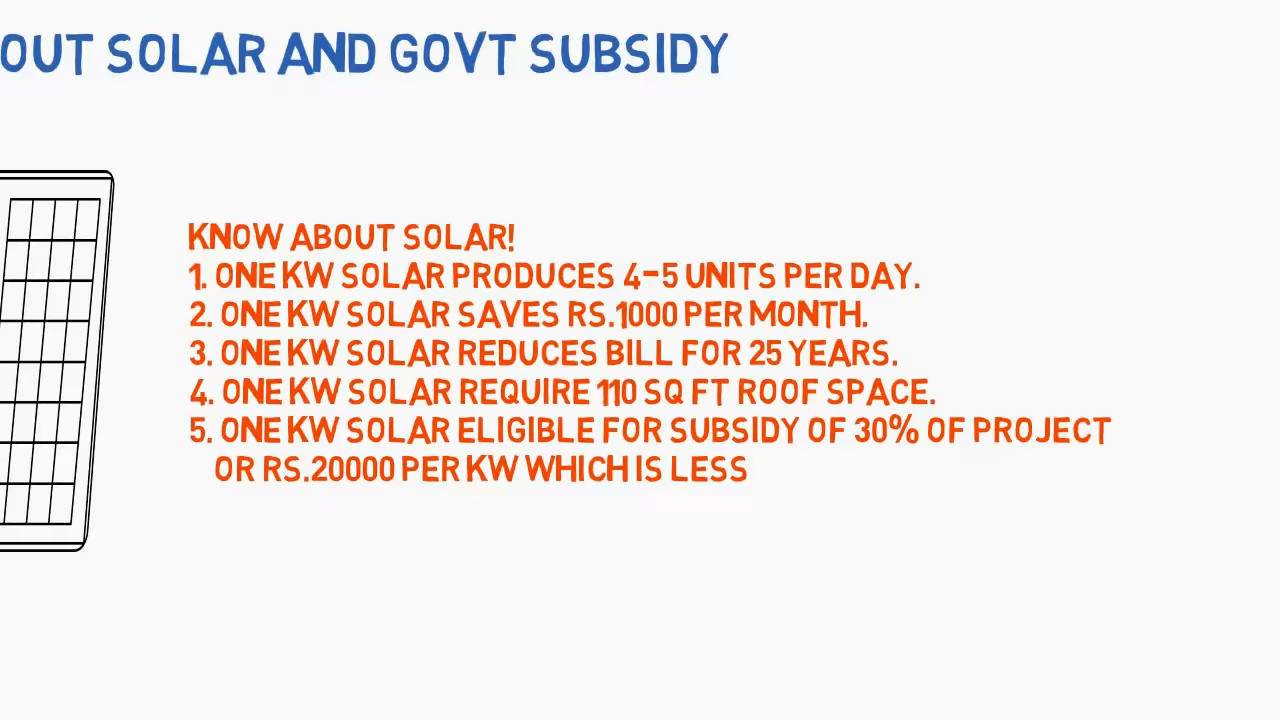 OUT SOLAR AND GOVT SUBSIDY
KNOW ABOUT SOLAR!
1. ONE KW SOLAR PRODUCES 4-5 UNITS PER DAY.
2. ONE KW SOLAR SAVES RS.1000 PER MONTH.
3. ONE KW SOLAR REDUCES BILL FOR 25 YEARS.
4. ONE KW SOLAR REQUIRE 110 SQ FT ROOF SPACE.
5. ONE KW SOLAR ELIGIBLE FOR SUBSIDY OF 30% OF PROJECT
OR RS.20000 PER KW WHICH IS LESS